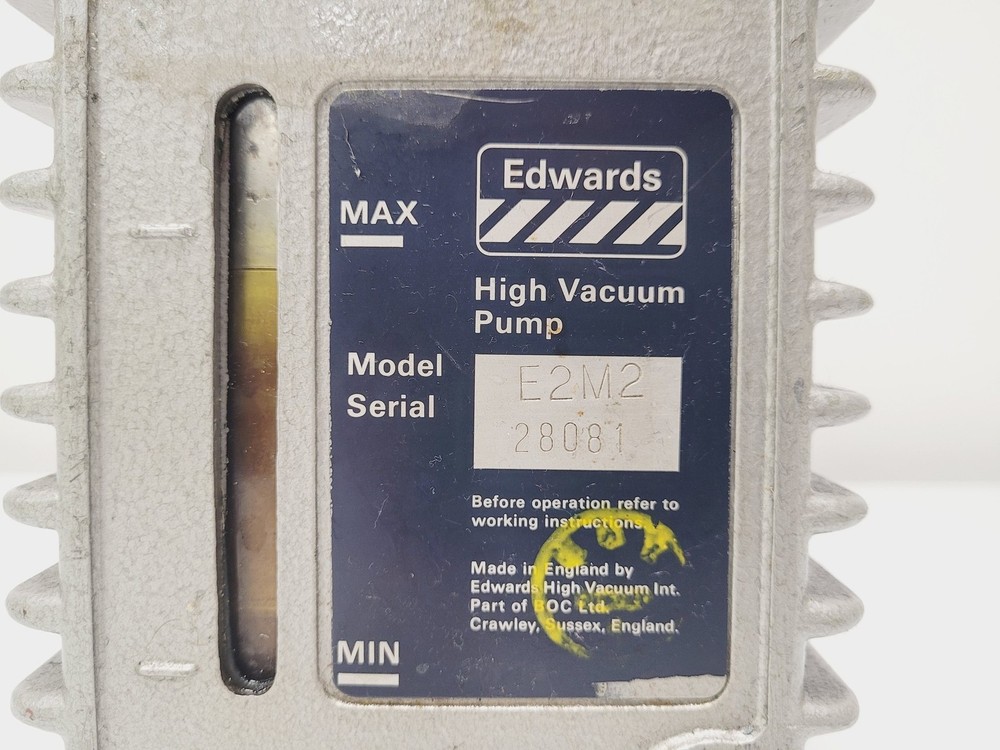 Edwards
MAX
High Vacuum
Pump
Model E2M2
Serial 28081
Before operation refer to
working instructions.
Made in England by
Edwards High Vacuum Int.
Part of BOC Ltd.
Crawley, Sussex, England.
MIN